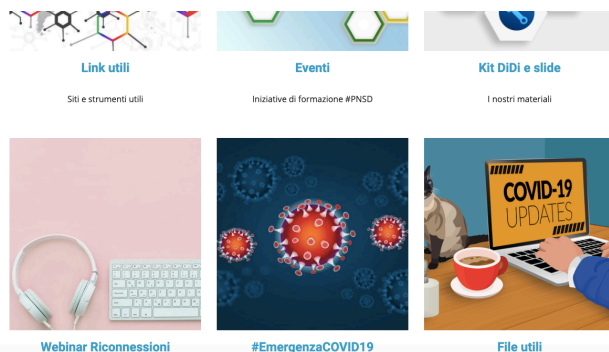 Link utili
Eventi
Kit DiDi e slide
Siti e strumenti utili
Iniziative di formazione #PNSD
I nostri materiali
COVID-19
UPDATES
Webinar Riconnessioni
#EmergenzaCOVID19
File utili